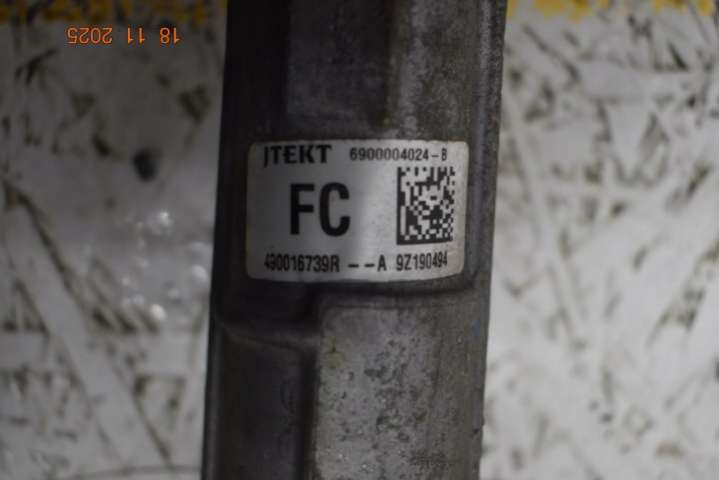 18 11 2025
JTEKT 6900004024-B
FC
490016739R --A 9Z190494